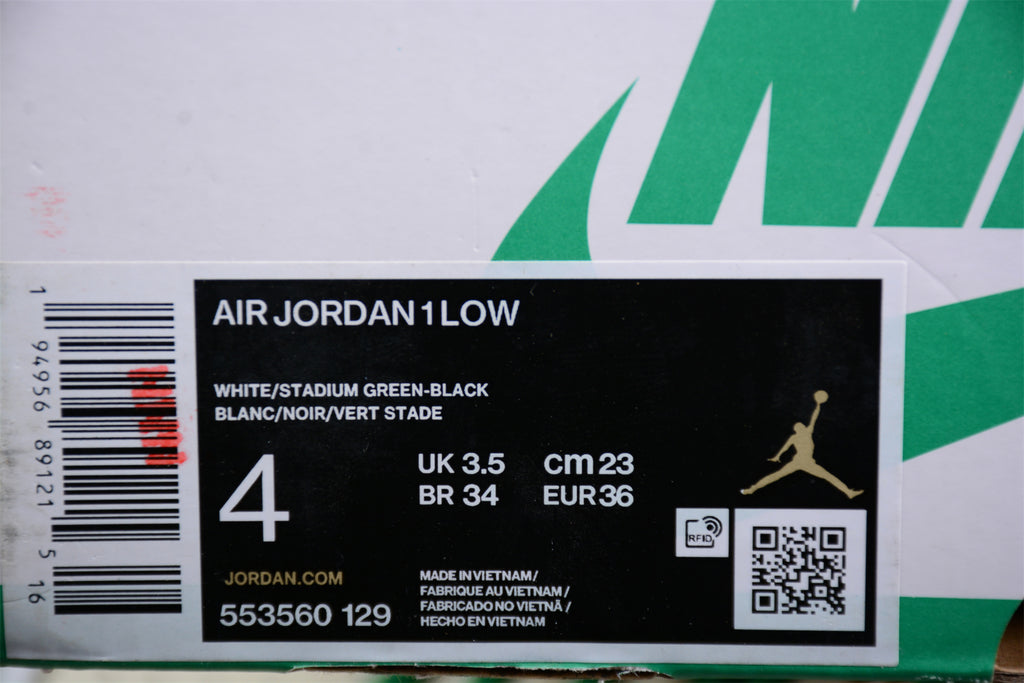 NIK
AIR JORDAN 1 LOW
WHITE/STADIUM GREEN-BLACK
BLANC/NOIR/VERT STADE
4
UK 3.5 cm 23
BR 34 EUR 36
RFID
JORDAN.COM
553560 129
MADE IN VIETNAM/
FABRIQUE AU VIETNAM/
FABRICADO NO VIETNÃ/
HECHO EN VIETNAM
1 94956 89121 5 16